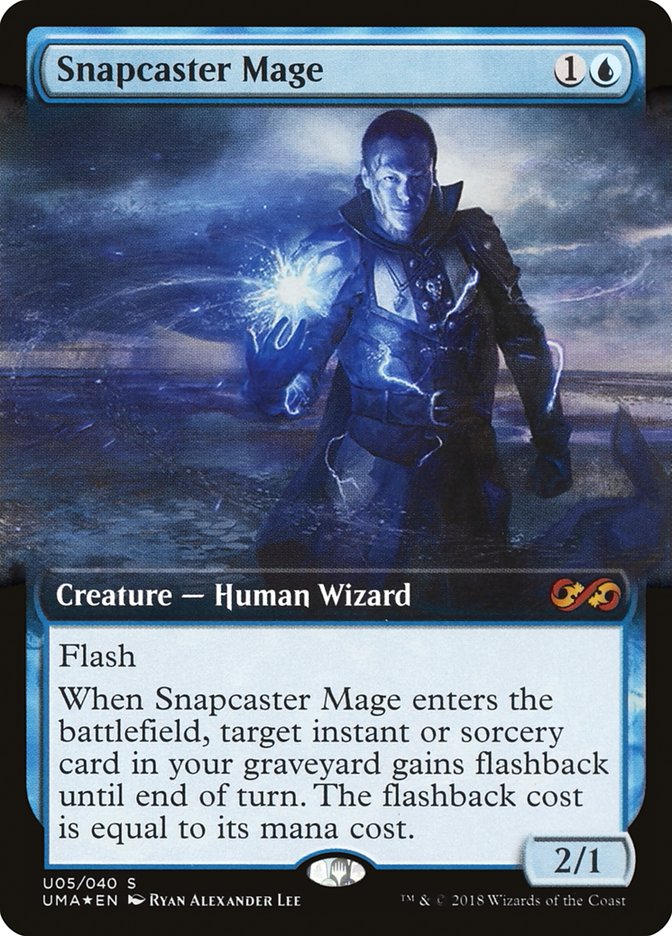 Snapcaster Mage 1
Creature — Human Wizard
Flash
When Snapcaster Mage enters the
battlefield, target instant or sorcery
card in your graveyard gains flashback
until end of turn. The flashback cost
is equal to its mana cost.
2/1
U05/040 S
UMA★EN Ryan Alexander Lee ™ & © 2018 Wizards of the Coast